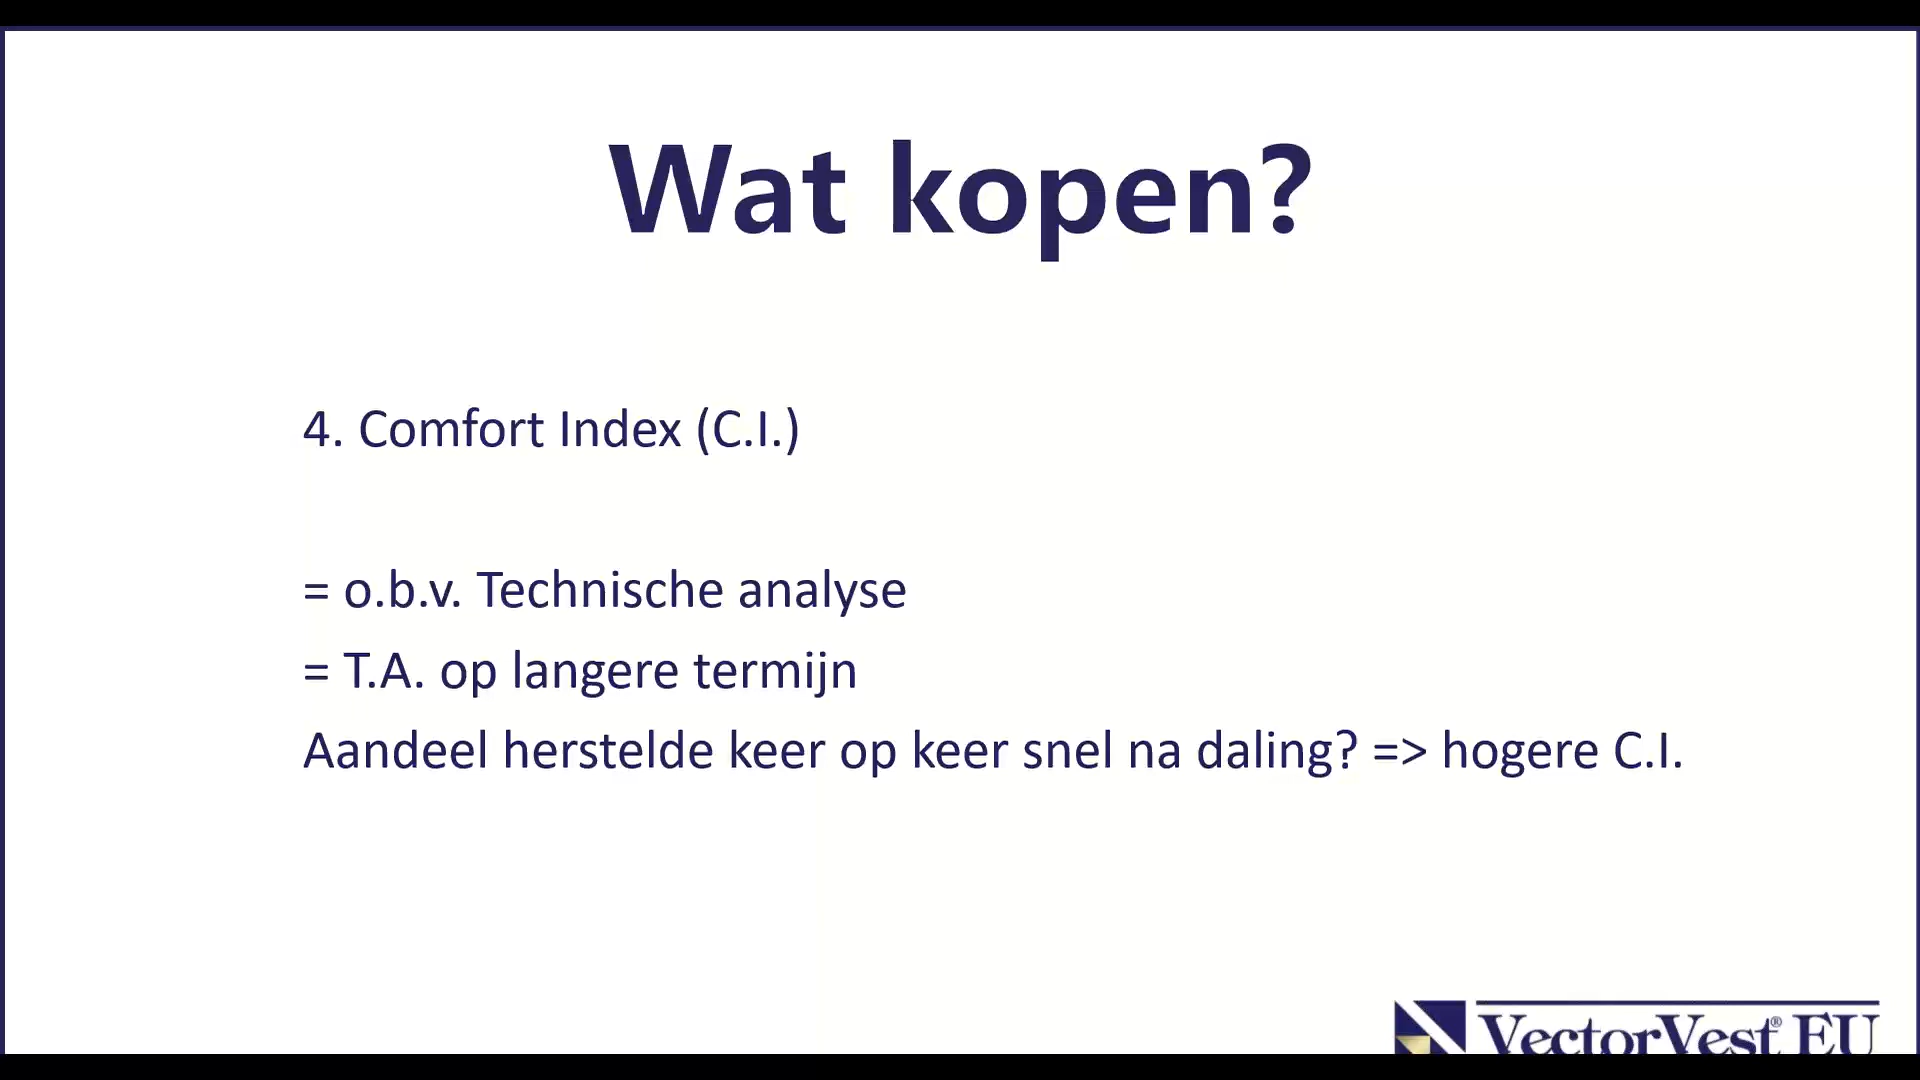 Wat kopen?
4. Comfort Index (C.I.)
= o.b.v. Technische analyse
= T.A. op langere termijn
Aandeel herstelde keer op keer snel na daling? => hogere C.I.
VectorVest® EU